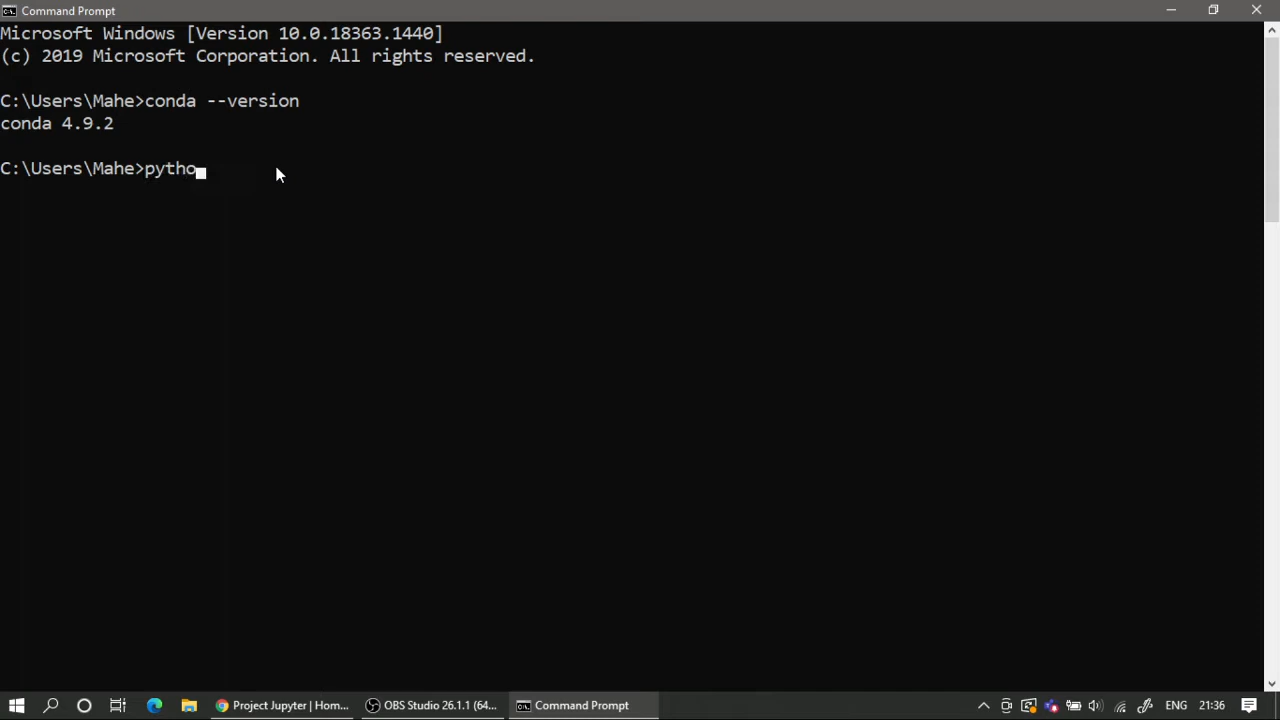 Command Prompt
Microsoft Windows [Version 10.0.18363.1440]
(c) 2019 Microsoft Corporation. All rights reserved.
C:\Users\Mahe>conda --version
conda 4.9.2
C:\Users\Mahe>pytho
Project Jupyter | Hom...
OBS Studio 26.1.1 (64...
Command Prompt
ENG
21:36